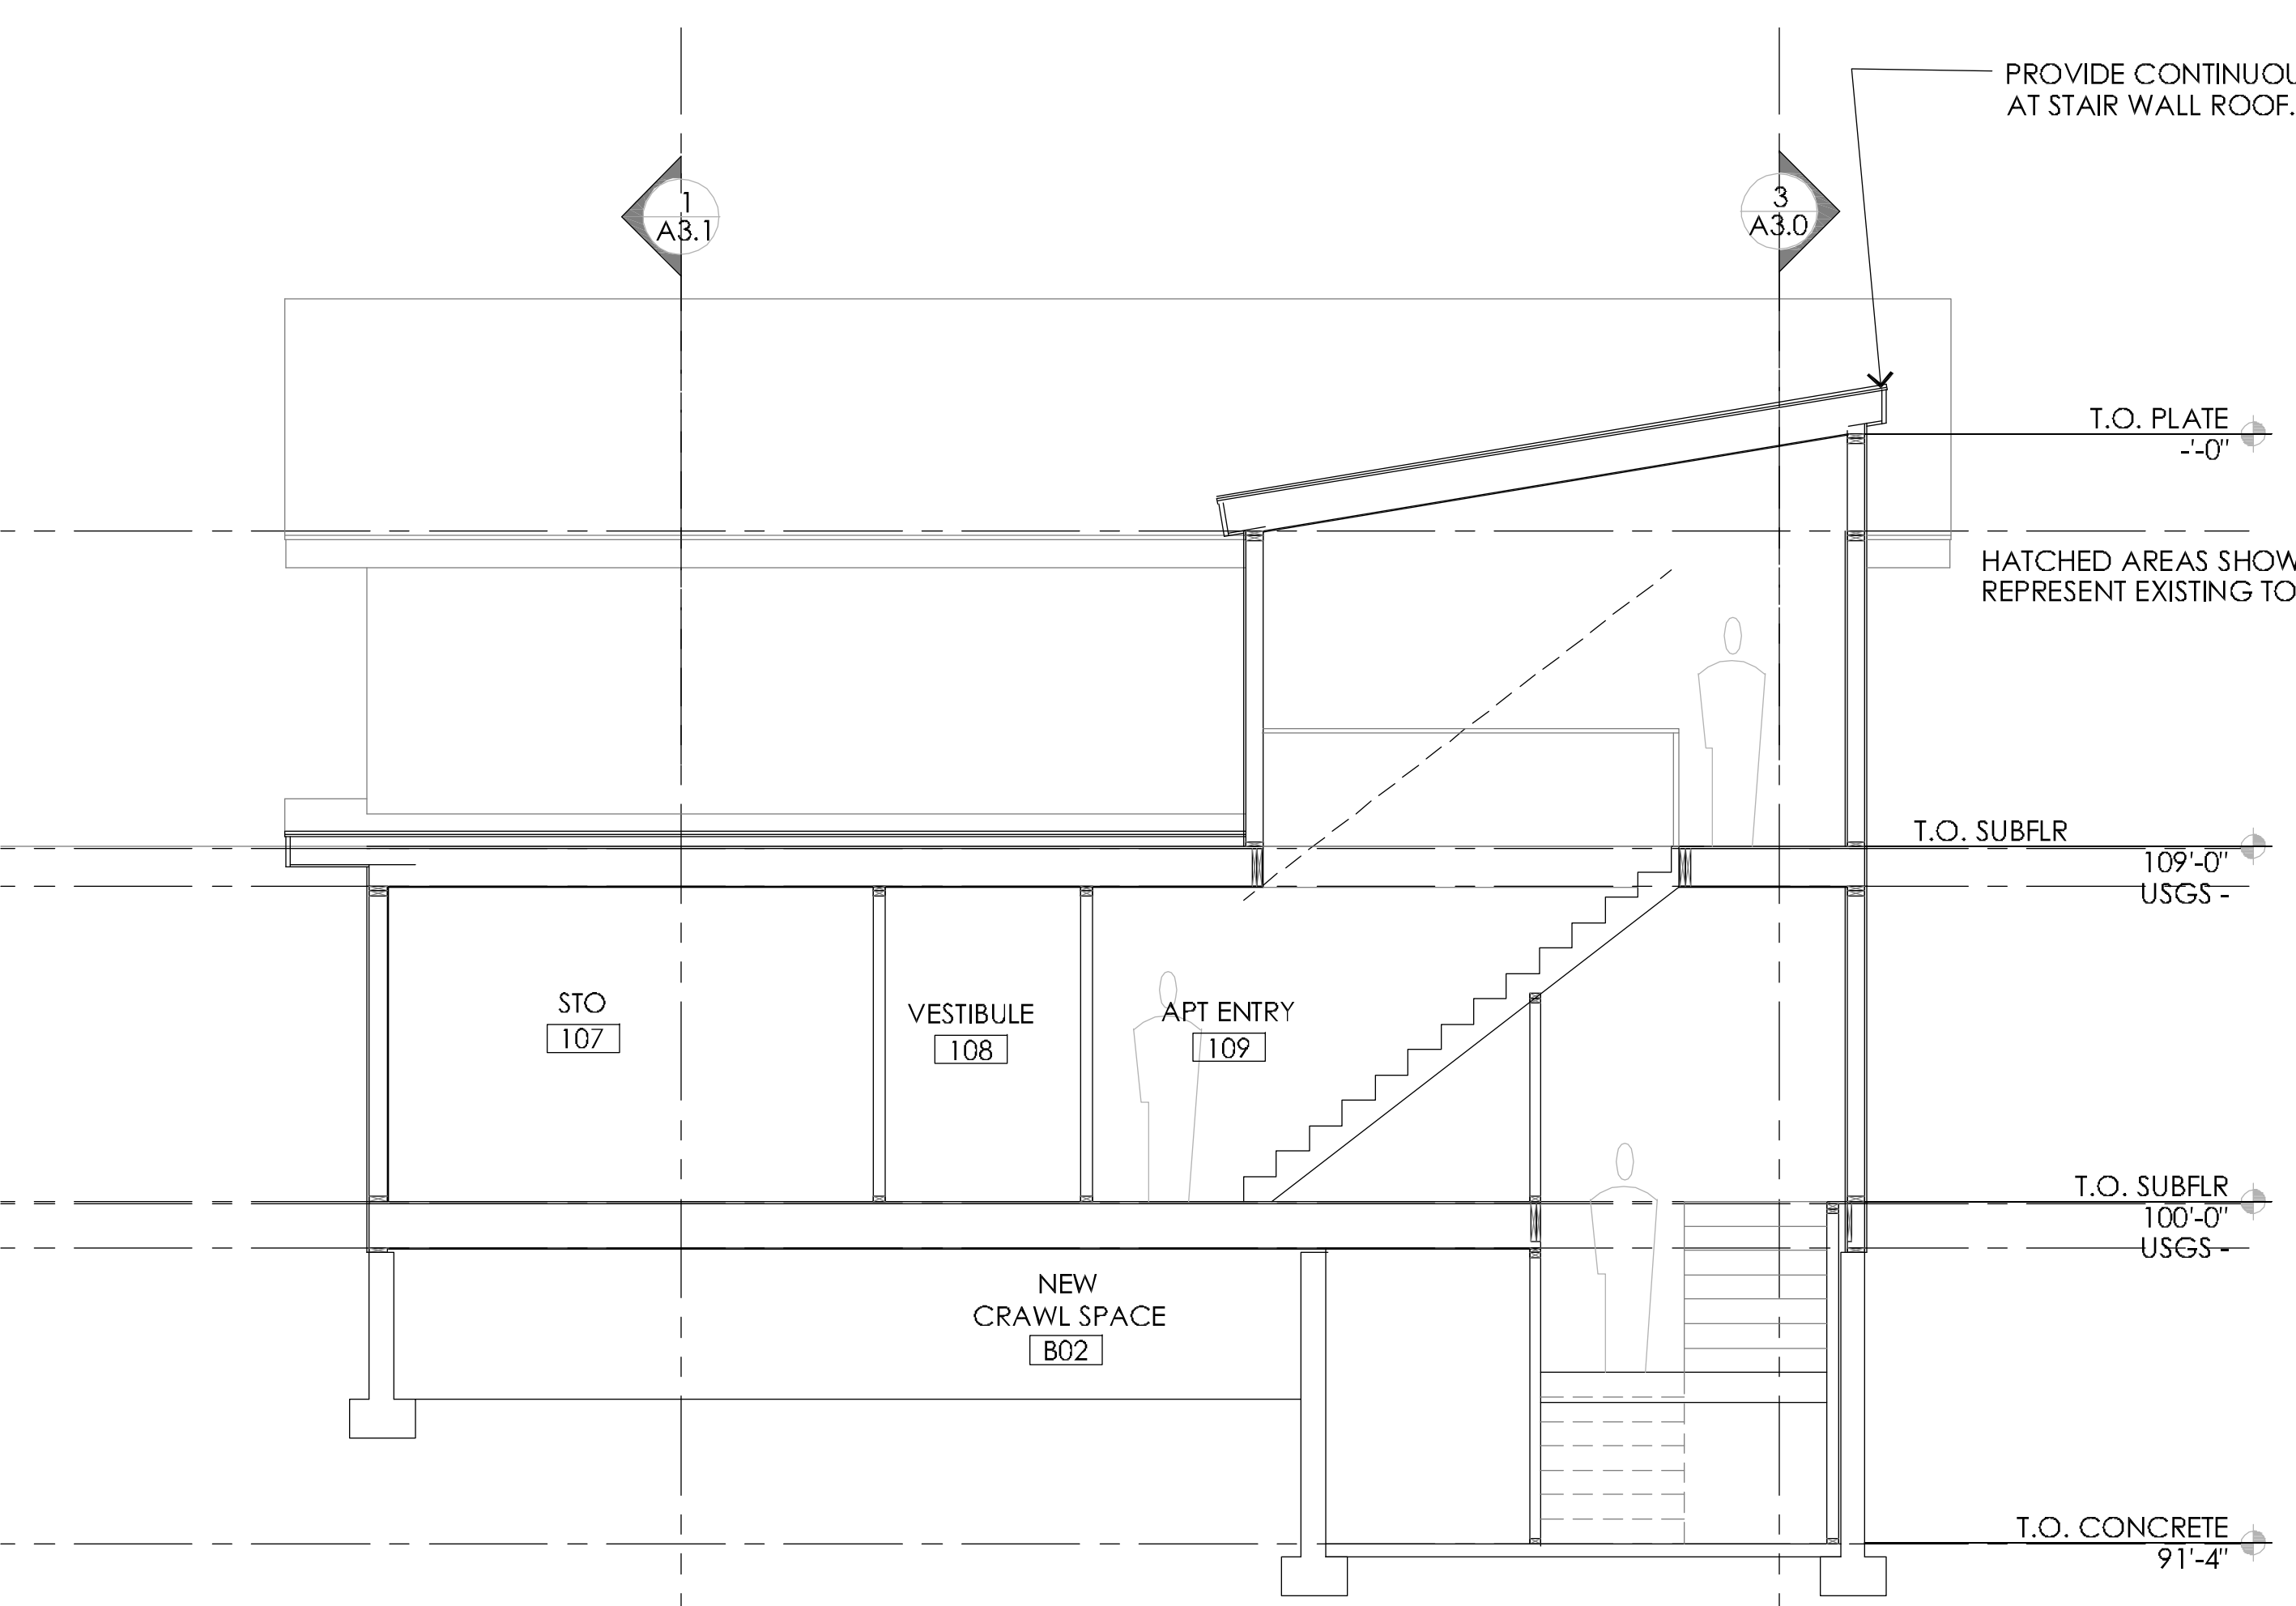 PROVIDE CONTINUOU
AT STAIR WALL ROOF.
1
A3.1
3
A3.0
T.O. PLATE
-'-0"
HATCHED AREAS SHOW
REPRESENT EXISTING TO
T.O. SUBFLR
109'-0"
USGS -
STO
107
VESTIBULE
108
APT ENTRY
109
T.O. SUBFLR
100'-0"
USGS -
NEW
CRAWL SPACE
B02
T.O. CONCRETE
91'-4"